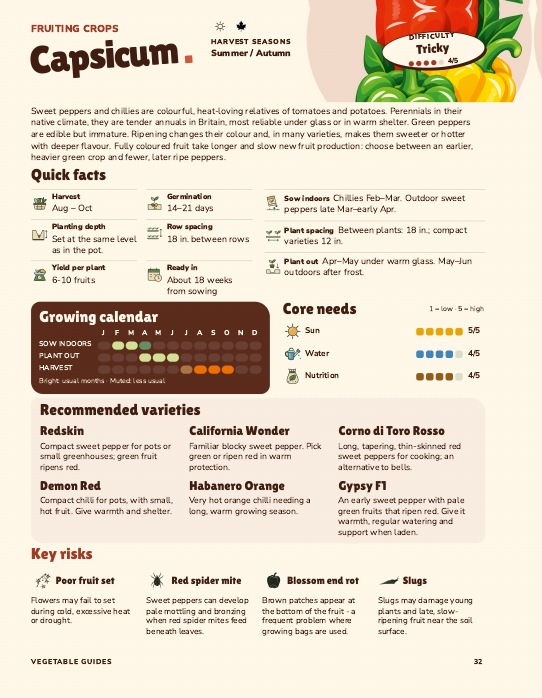 FRUITING CROPS
Capsicum.
HARVEST SEASONS
Summer / Autumn
DIFFICULTY
Tricky
4/5
Sweet peppers and chillies are colourful, heat-loving relatives of tomatoes and potatoes. Perennials in their
native climate, they are tender annuals in Britain, most reliable under glass or in warm shelter. Green peppers
are edible but immature. Ripening changes their colour and, in many varieties, makes them sweeter or hotter
with deeper flavour. Fully coloured fruit take longer and slow new fruit production: choose between an earlier,
heavier green crop and fewer, later ripe peppers.
Quick facts
Harvest
Aug – Oct
Germination
14–21 days
Sow indoors Chillies Feb–Mar. Outdoor sweet
peppers late Mar–early Apr.
Planting depth
Set at the same level
as in the pot.
Row spacing
18 in. between rows
Plant spacing Between plants: 18 in.; compact
varieties 12 in.
Yield per plant
6-10 fruits
Ready in
About 18 weeks
from sowing
Plant out Apr–May under warm glass. May–Jun
outdoors after frost.
Growing calendar
J F M A M J J A S O N D
SOW INDOORS
PLANT OUT
HARVEST
Bright: usual months · Muted: less usual
Core needs
1 = low · 5 = high
Sun 5/5
Water 4/5
Nutrition 4/5
Recommended varieties
Redskin
Compact sweet pepper for pots or
small greenhouses; green fruit
ripens red.
California Wonder
Familiar blocky sweet pepper. Pick
green or ripen red in warm
protection.
Corno di Toro Rosso
Long, tapering, thin-skinned red
sweet peppers for cooking; an
alternative to bells.
Demon Red
Compact chilli for pots, with small,
hot fruit. Give warmth and shelter.
Habanero Orange
Very hot orange chilli needing a
long, warm growing season.
Gypsy F1
An early sweet pepper with pale
green fruits that ripen red. Give it
warmth, regular watering and
support when laden.
Key risks
Poor fruit set
Flowers may fail to set
during cold, excessive heat
or drought.
Red spider mite
Sweet peppers can develop
pale mottling and bronzing
when red spider mites feed
beneath leaves.
Blossom end rot
Brown patches appear at
the bottom of the fruit - a
frequent problem where
growing bags are used.
Slugs
Slugs may damage young
plants and late, slow-
ripening fruit near the soil
surface.
VEGETABLE GUIDES
32